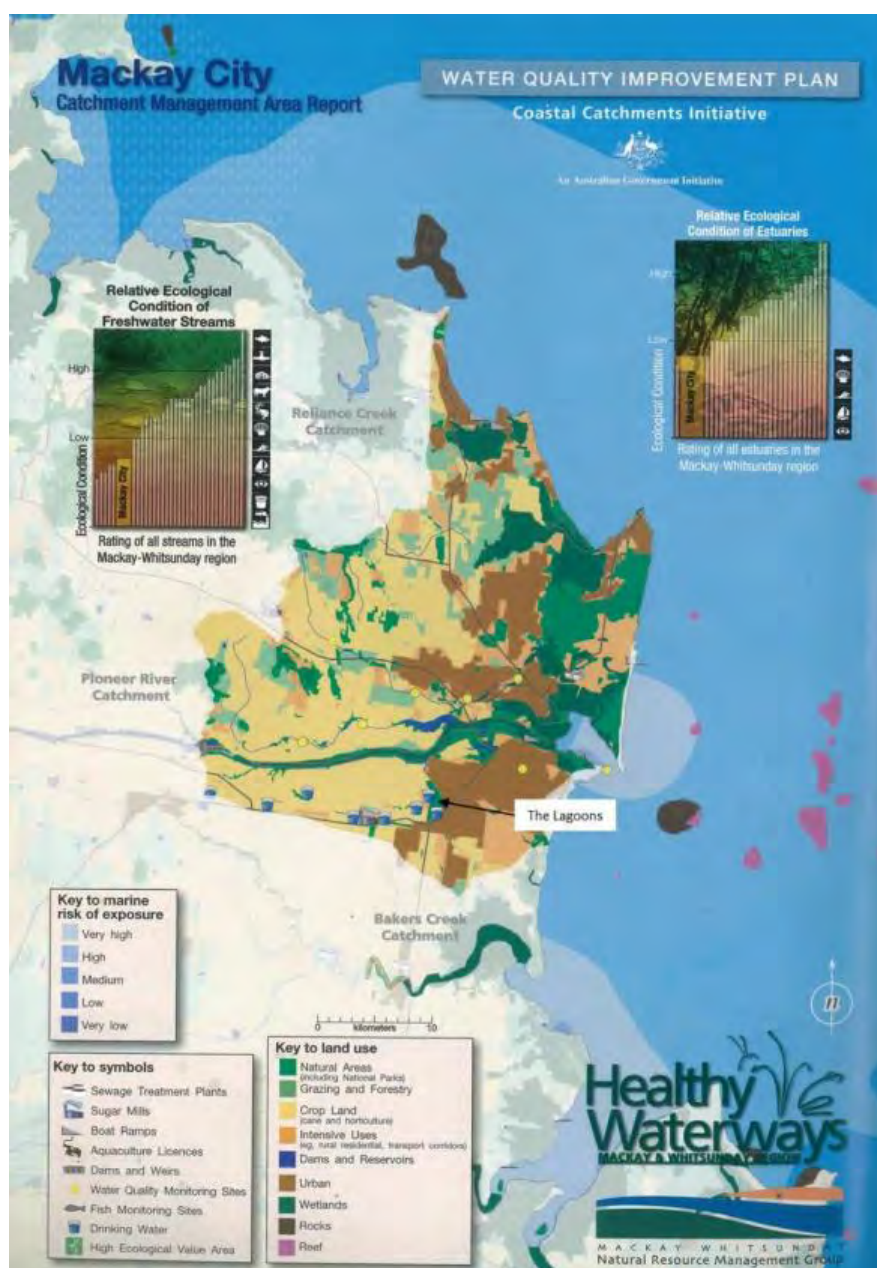 Mackay City
Catchment Management Area Report
WATER QUALITY IMPROVEMENT PLAN
Coastal Catchments Initiative
An Australian Government Initiative
Relative Ecological
Condition of Estuaries
High
Low
Ecological Condition
Mackay City
Rating of all estuaries in the
Mackay-Whitsunday region
Relative Ecological
Condition of
Freshwater Streams
High
Low
Ecological Condition
Mackay City
Rating of all streams in the
Mackay-Whitsunday region
Reliance Creek
Catchment
Pioneer River
Catchment
The Lagoons
Bakers Creek
Catchment
Key to marine
risk of exposure
Very high
High
Medium
Low
Very low
0 kilometers 10
n
Key to symbols
Sewage Treatment Plants
Sugar Mills
Boat Ramps
Aquaculture Licences
Dams and Weirs
Water Quality Monitoring Sites
Fish Monitoring Sites
Drinking Water
High Ecological Value Area
Key to land use
Natural Areas
(including National Parks)
Grazing and Forestry
Crop Land
(cane and horticulture)
Intensive Uses
(eg, rural residential, transport corridors)
Dams and Reservoirs
Urban
Wetlands
Rocks
Reef
Healthy
Waterways
MACKAY & WHITSUNDAY REGION
MACKAY WHITSUNDAY
Natural Resource Management Group